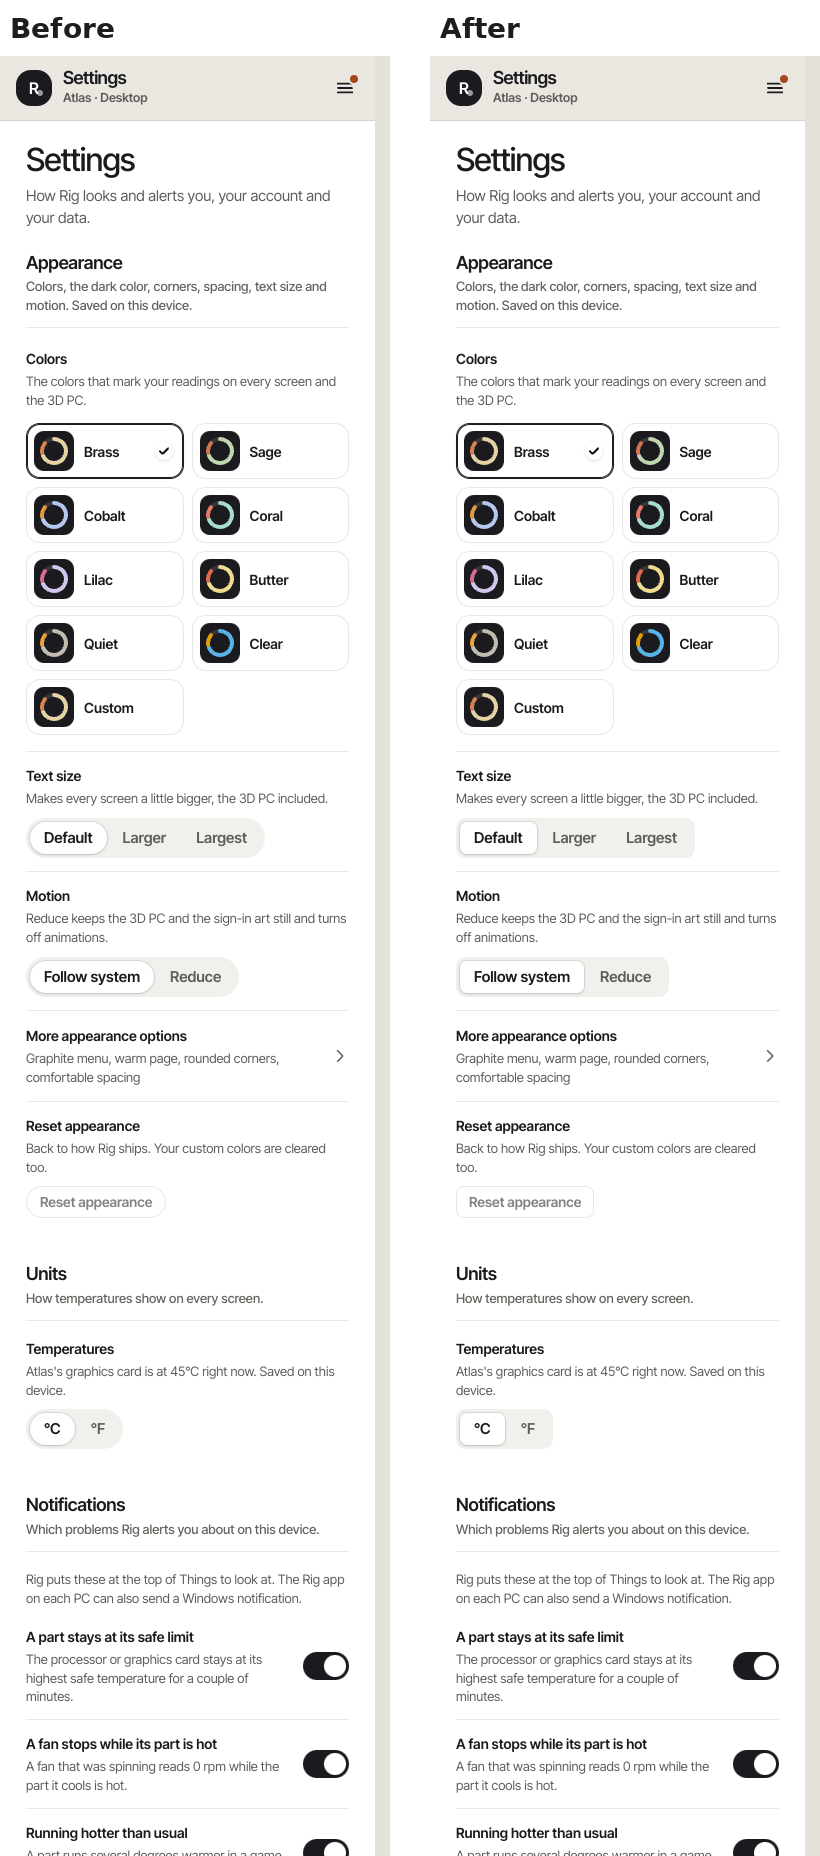 Before
R
Settings
Atlas · Desktop
Settings
How Rig looks and alerts you, your account and
your data.
Appearance
Colors, the dark color, corners, spacing, text size and
motion. Saved on this device.
Colors
The colors that mark your readings on every screen and
the 3D PC.
Brass
Sage
Cobalt
Coral
Lilac
Butter
Quiet
Clear
Custom
Text size
Makes every screen a little bigger, the 3D PC included.
Default Larger Largest
Motion
Reduce keeps the 3D PC and the sign-in art still and turns
off animations.
Follow system Reduce
More appearance options
Graphite menu, warm page, rounded corners,
comfortable spacing
Reset appearance
Back to how Rig ships. Your custom colors are cleared
too.
Reset appearance
Units
How temperatures show on every screen.
Temperatures
Atlas's graphics card is at 45°C right now. Saved on this
device.
°C °F
Notifications
Which problems Rig alerts you about on this device.
Rig puts these at the top of Things to look at. The Rig app
on each PC can also send a Windows notification.
A part stays at its safe limit
The processor or graphics card stays at its
highest safe temperature for a couple of
minutes.
A fan stops while its part is hot
A fan that was spinning reads 0 rpm while the
part it cools is hot.
Running hotter than usual
A part runs several degrees warmer in a game
After
R
Settings
Atlas · Desktop
Settings
How Rig looks and alerts you, your account and
your data.
Appearance
Colors, the dark color, corners, spacing, text size and
motion. Saved on this device.
Colors
The colors that mark your readings on every screen and
the 3D PC.
Brass
Sage
Cobalt
Coral
Lilac
Butter
Quiet
Clear
Custom
Text size
Makes every screen a little bigger, the 3D PC included.
Default Larger Largest
Motion
Reduce keeps the 3D PC and the sign-in art still and turns
off animations.
Follow system Reduce
More appearance options
Graphite menu, warm page, rounded corners,
comfortable spacing
Reset appearance
Back to how Rig ships. Your custom colors are cleared
too.
Reset appearance
Units
How temperatures show on every screen.
Temperatures
Atlas's graphics card is at 45°C right now. Saved on this
device.
°C °F
Notifications
Which problems Rig alerts you about on this device.
Rig puts these at the top of Things to look at. The Rig app
on each PC can also send a Windows notification.
A part stays at its safe limit
The processor or graphics card stays at its
highest safe temperature for a couple of
minutes.
A fan stops while its part is hot
A fan that was spinning reads 0 rpm while the
part it cools is hot.
Running hotter than usual
A part runs several degrees warmer in a game